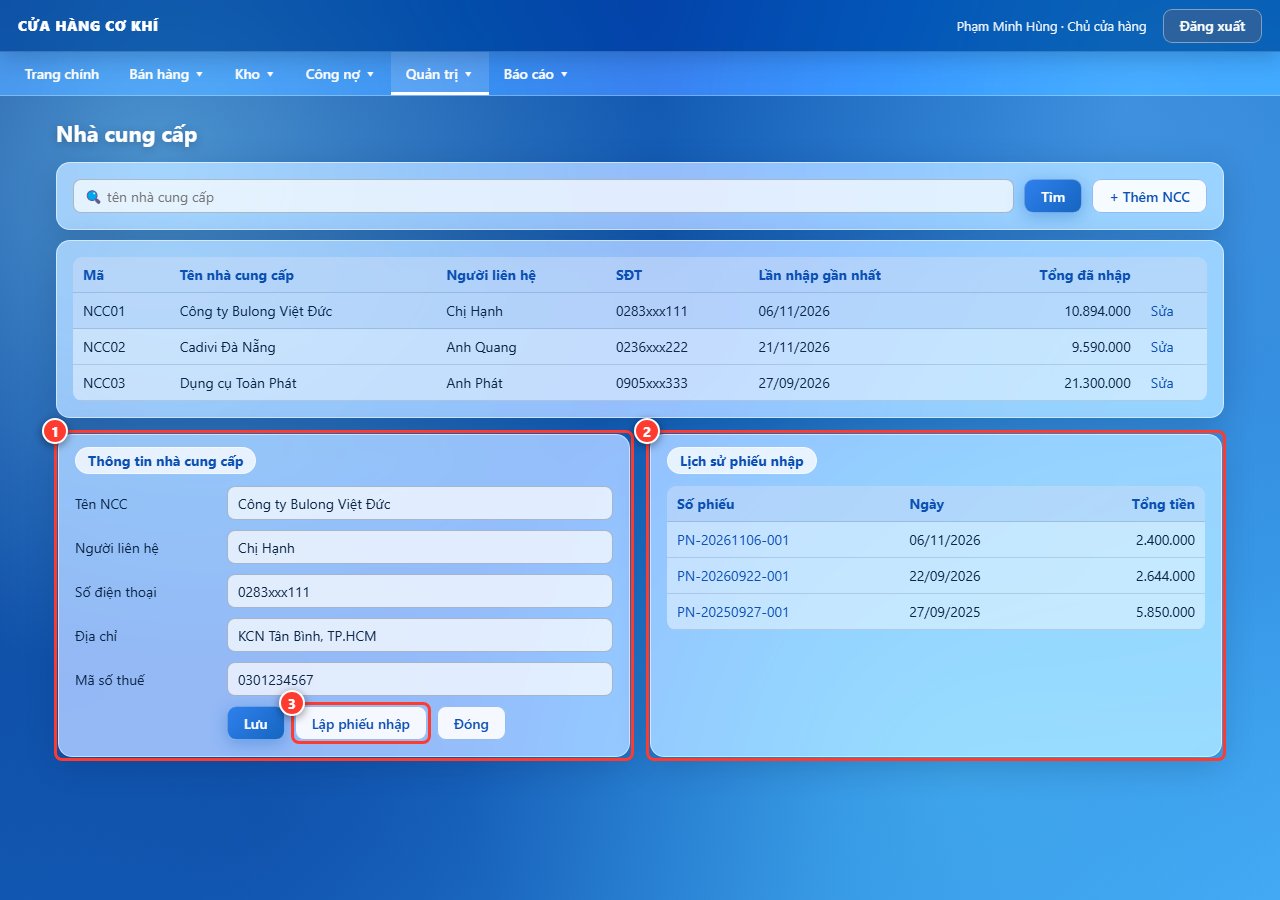 CỬA HÀNG CƠ KHÍ
Phạm Minh Hùng · Chủ cửa hàng
Đăng xuất
Trang chính Bán hàng ▼ Kho ▼ Công nợ ▼ Quản trị ▼ Báo cáo ▼
Nhà cung cấp
🔍 tên nhà cung cấp
Tìm
+ Thêm NCC
Mã Tên nhà cung cấp Người liên hệ SĐT Lần nhập gần nhất Tổng đã nhập
NCC01 Công ty Bulong Việt Đức Chị Hạnh 0283xxx111 06/11/2026 10.894.000 Sửa
NCC02 Cadivi Đà Nẵng Anh Quang 0236xxx222 21/11/2026 9.590.000 Sửa
NCC03 Dụng cụ Toàn Phát Anh Phát 0905xxx333 27/09/2026 21.300.000 Sửa
1
Thông tin nhà cung cấp
Tên NCC Công ty Bulong Việt Đức
Người liên hệ Chị Hạnh
Số điện thoại 0283xxx111
Địa chỉ KCN Tân Bình, TP.HCM
Mã số thuế 0301234567
3
Lưu Lập phiếu nhập Đóng
2
Lịch sử phiếu nhập
Số phiếu Ngày Tổng tiền
PN-20261106-001 06/11/2026 2.400.000
PN-20260922-001 22/09/2026 2.644.000
PN-20250927-001 27/09/2025 5.850.000